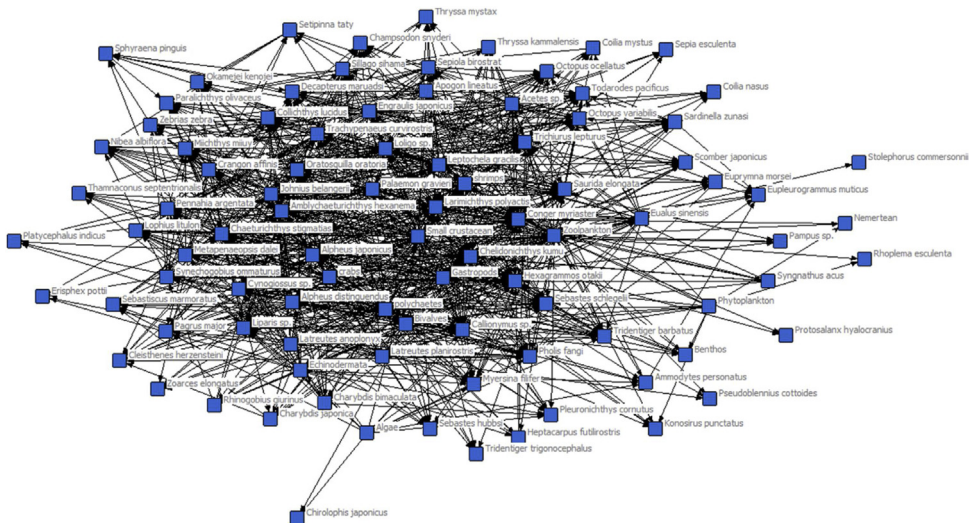 Thryssa mystax
Setipinna taty
Champsodon snyderi
Thryssa kammalensis
Coilia mystus
Sepia esculenta
Sphyraena pinguis
Sillago sihama
Sepiola brostrat
Octopus ocellatus
Okamejei kenojei
Decapterus maruadsi
Apogon lineatus
Todarodes pacificus
Coilia nasus
Paralichthys olivaceus
Collichthys lucidus
Engraulis japonicus
Acetes sp.
Octopus variabilis
Sardinella zunasi
Zebrias zebra
Trachypenaeus curvirostris
Trichiurus lepturus
Nibea albiflora
Miichthys miiuy
Loligo sp.
Crangon affinis
Oratosquilla oratoria
Leptochela gracilis
Scomber japonicus
Stolephorus commersonnii
Thamnaconus septentrionalis
Johnius belangerii
Palaemon gravieri
shrimps
Saurida elongata
Euprymna morsei
Eupleurogrammus muticus
Pennahia argentata
Amblychaeturichthys hexanema
Larimichthys polyactis
Conger myriaster
Eualus sinensis
Nemertean
Platycephalus indicus
Lophius litulon
Chaeturichthys stigmatias
Small crustacean
Zoolpankton
Pampus sp.
Metapenaeopsis dalei
Alpheus japonicus
Chelidonichthys kumu
Rhoplema esculenta
Synechogobius ommaturus
crabs
Gastropods
Hexagrammos otakii
Syngnathus acus
Erisphex pottii
Cynoglossus sp.
Sebastiscus marmoratus
Alpheus distinguendus
polychaetes
Sebastes schlegelii
Phytoplankton
Pagrus major
Liparis sp.
Bivalves
Callionymus sp.
Tridentiger barbatus
Protosalanx hyalocranius
Cleisthenes herzensteini
Latreutes anoplonyx
Latreutes planirostris
Pholis fangi
Benthos
Echinodermata
Zoarces elongatus
Myersina filifer
Ammodytes personatus
Rhinogobius giurinus
Charybdis bimaculata
Pseudoblennius cottoides
Charybdis japonica
Pleuronichthys cornutus
Algae
Sebastes hubbsi
Heptacarpus futilirostris
Konosirus punctatus
Tridentiger trigonocephalus
Chirolophis japonicus